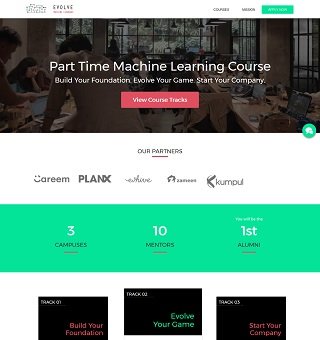 EVOLVE
COURSES
MISSION
APPLY NOW
Part Time Machine Learning Course
Build Your Foundation. Evolve Your Game. Start Your Company.
View Course Tracks
OUR PARTNERS
Careem
PLANX
zameen
kumpul
You will be the
3
10
1st
CAMPUSES
MENTORS
ALUMNI
TRACK 01
Build Your
Foundation
TRACK 02
Evolve
Your Game
TRACK 03
Start Your
Company